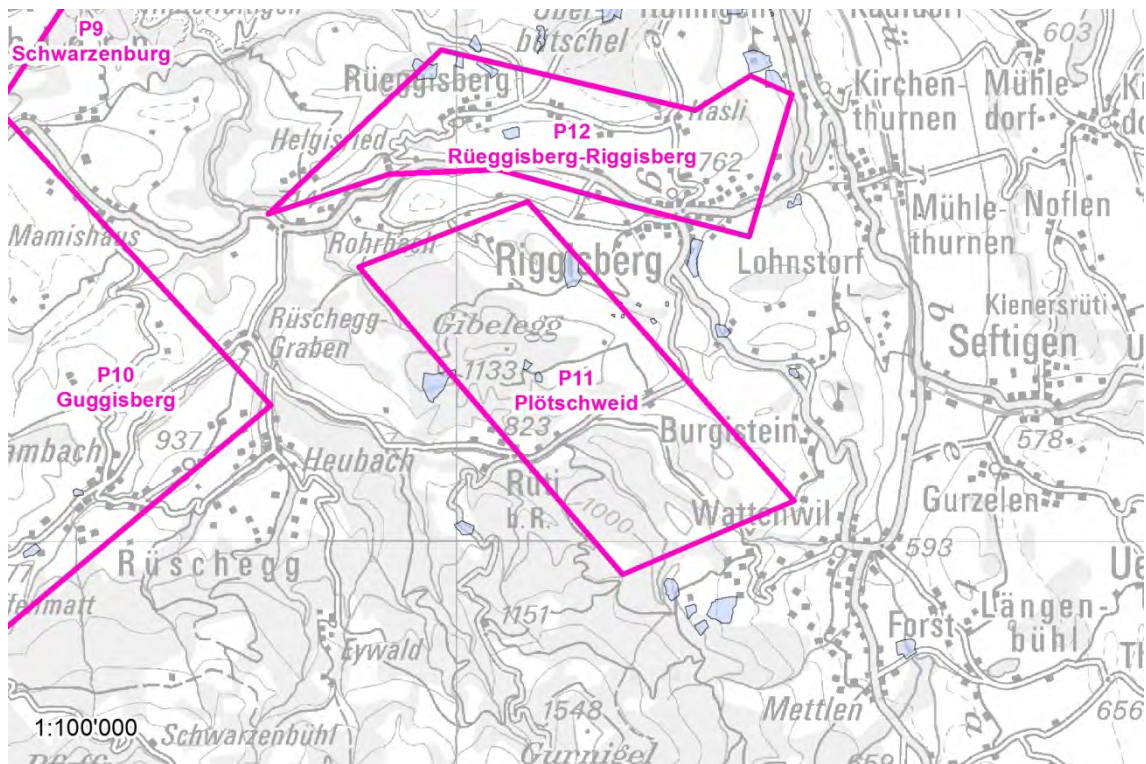 P9
Schwarzenburg
bütschel
603
Rüeggisberg
Kirchen-
thurnen
Mühle-
dorf
Hasli
P12
Rüeggisberg-Riggisberg
Helgisried
762
Mühle-
thurnen
Noflen
Mamishaus
Rohrbach
Riggisberg
Lohnstorf
Kienersrüti
Rüschegg-
Graben
Gibelegg
1133
Seftigen
P11
Plötschweid
P10
Guggisberg
937
823
Burgistein
578
Heubach
Rüti
b.R.
1000
Wattenwil
Gurzelen
593
Rüschegg
Ue
1151
Forst
Längen-
bühl
Eywald
Mettlen
1548
656
1:100'000
Schwarzenbühl
Gurnigel